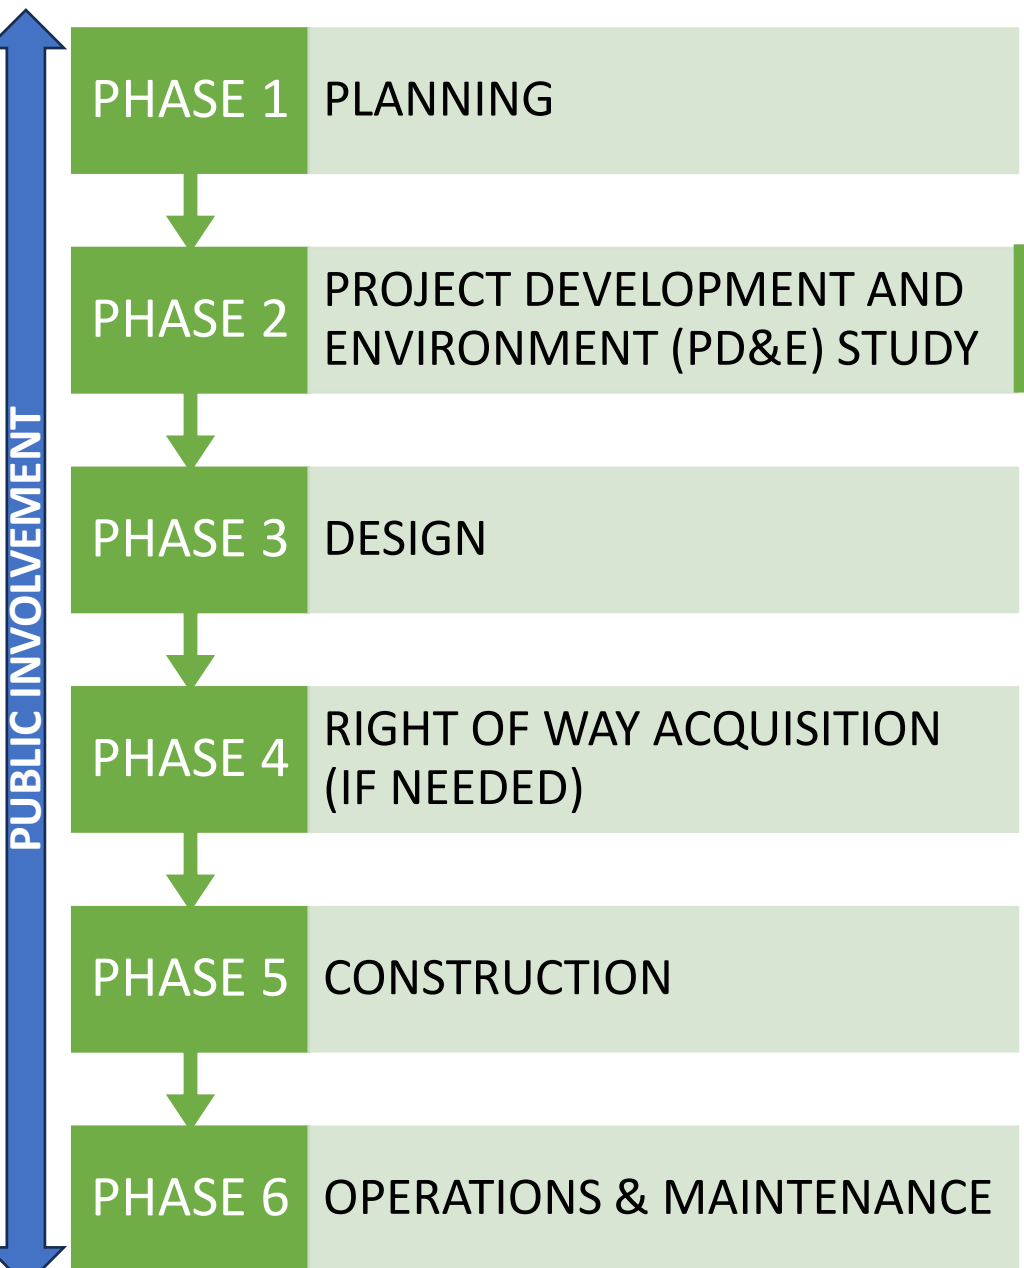 PUBLIC INVOLVEMENT
PHASE 1
PLANNING
PHASE 2
PROJECT DEVELOPMENT AND
ENVIRONMENT (PD&E) STUDY
PHASE 3
DESIGN
PHASE 4
RIGHT OF WAY ACQUISITION
(IF NEEDED)
PHASE 5
CONSTRUCTION
PHASE 6
OPERATIONS & MAINTENANCE